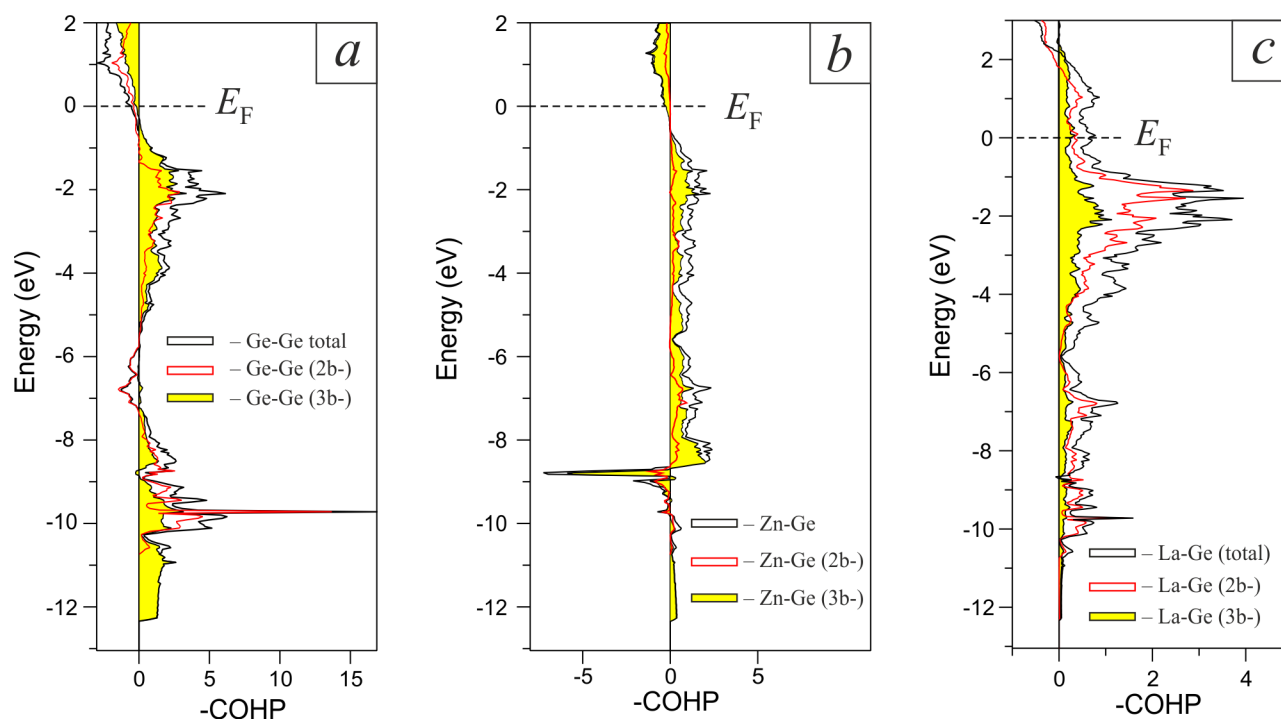 a
2
0
-2
-4
-6
-8
-10
-12
Energy (eV)
E_F
– Ge-Ge total
– Ge-Ge (2b-)
– Ge-Ge (3b-)
0 5 10 15
-COHP
b
2
0
-2
-4
-6
-8
-10
-12
Energy (eV)
E_F
– Zn-Ge
– Zn-Ge (2b-)
– Zn-Ge (3b-)
-5 0 5
-COHP
c
2
0
-2
-4
-6
-8
-10
-12
Energy (eV)
E_F
– La-Ge (total)
– La-Ge (2b-)
– La-Ge (3b-)
0 2 4
-COHP